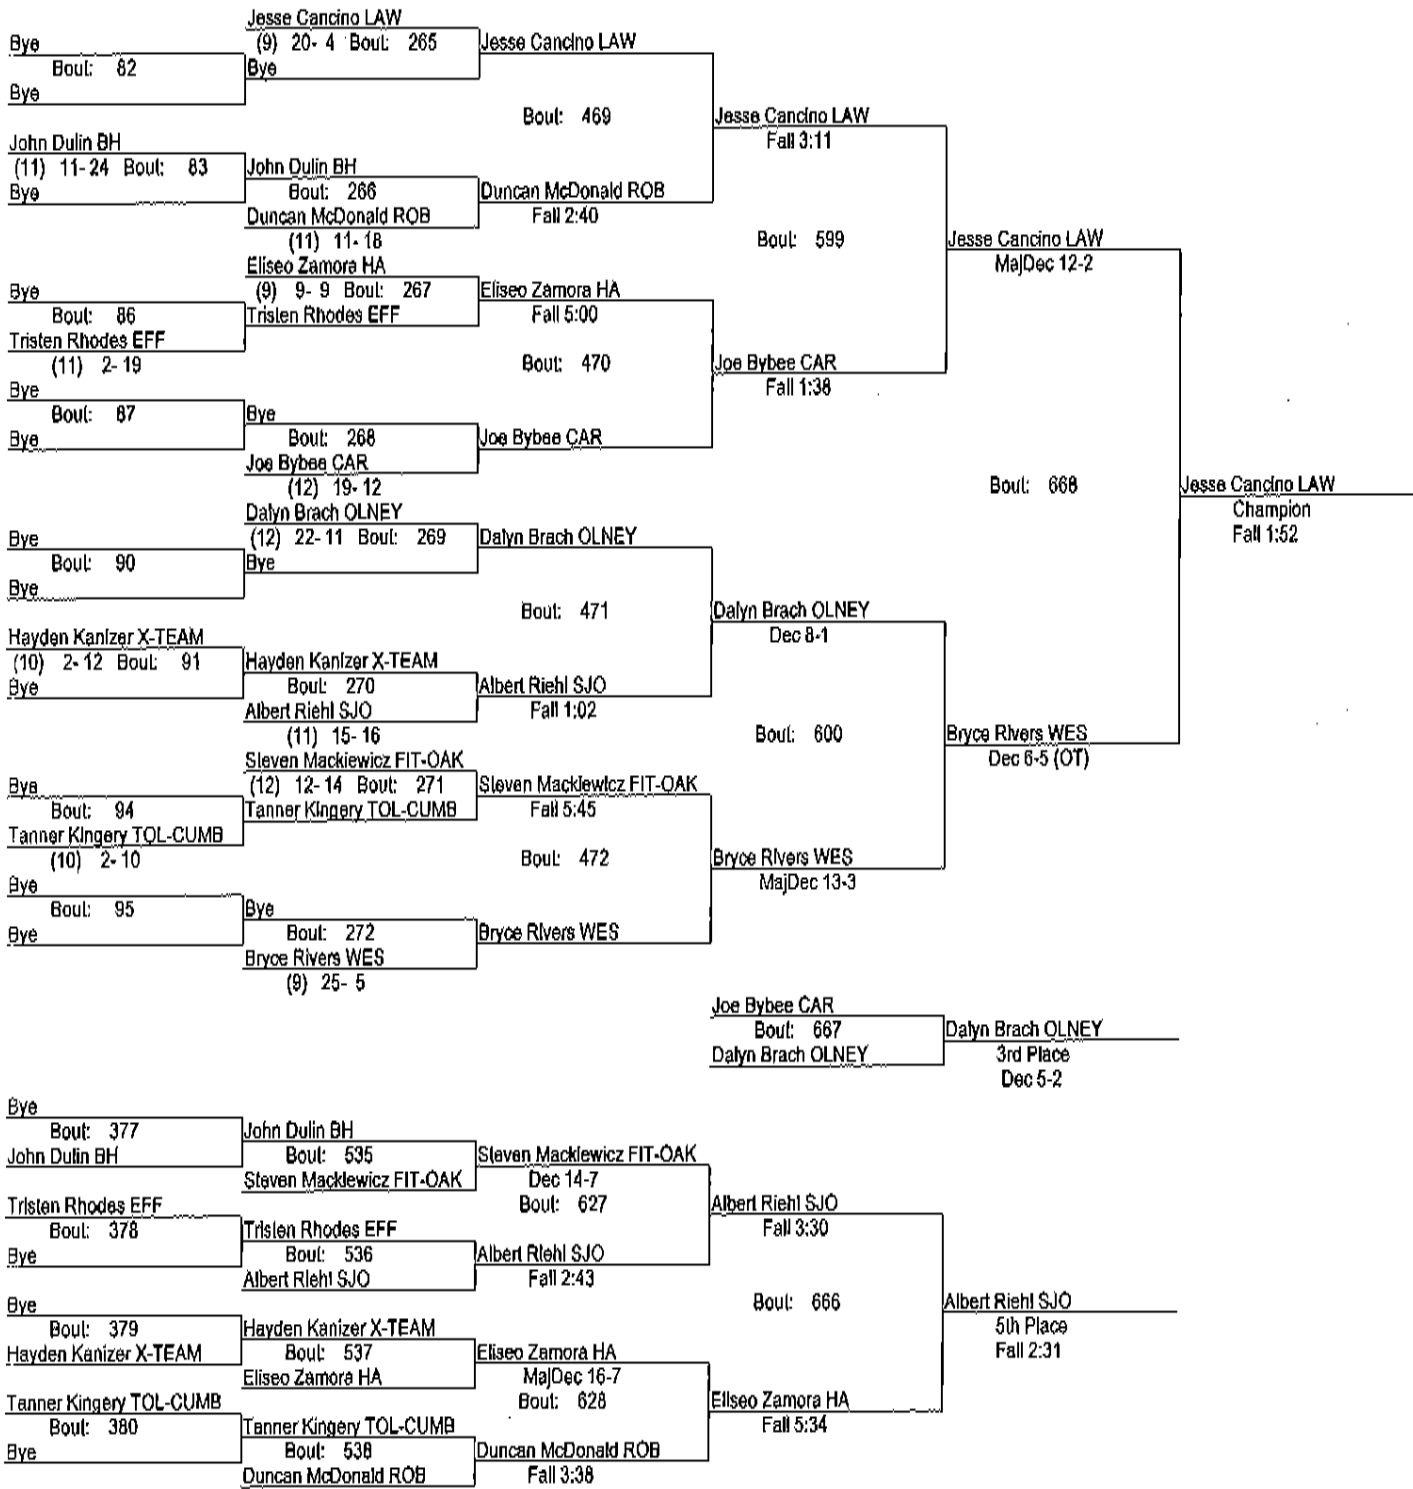 Jesse Cancino LAW
Bye
(9) 20- 4 Bout: 265
Jesse Cancino LAW
Bout: 82
Bye
Bye
Bout: 469
Jesse Cancino LAW
Fall 3:11
John Dulin BH
(11) 11-24 Bout: 83
John Dulin BH
Bye
Bout: 266
Duncan McDonald ROB
Duncan McDonald ROB
Fall 2:40
(11) 11-18
Bout: 599
Jesse Cancino LAW
MajDec 12-2
Eliseo Zamora HA
Bye
(9) 9- 9 Bout: 267
Eliseo Zamora HA
Bout: 86
Tristen Rhodes EFF
Fall 5:00
Tristen Rhodes EFF
(11) 2-19
Bout: 470
Joe Bybee CAR
Fall 1:38
Bye
Bout: 87
Bye
Bye
Bout: 268
Joe Bybee CAR
Joe Bybee CAR
(12) 19-12
Bout: 668
Jesse Cancino LAW
Champion
Fall 1:52
Dalyn Brach OLNEY
Bye
(12) 22-11 Bout: 269
Dalyn Brach OLNEY
Bout: 90
Bye
Bye
Bout: 471
Dalyn Brach OLNEY
Dec 8-1
Hayden Kanizer X-TEAM
(10) 2-12 Bout: 91
Hayden Kanizer X-TEAM
Bye
Bout: 270
Albert Riehl SJO
Albert Riehl SJO
Fall 1:02
(11) 15-16
Bout: 600
Bryce Rivers WES
Dec 6-5 (OT)
Steven Mackiewicz FIT-OAK
Bye
(12) 12-14 Bout: 271
Steven Mackiewicz FIT-OAK
Bout: 94
Tanner Kingery TOL-CUMB
Fall 5:45
Tanner Kingery TOL-CUMB
(10) 2-10
Bout: 472
Bryce Rivers WES
MajDec 13-3
Bye
Bout: 95
Bye
Bye
Bout: 272
Bryce Rivers WES
Bryce Rivers WES
(9) 25- 5
Joe Bybee CAR
Bout: 667
Dalyn Brach OLNEY
Dalyn Brach OLNEY
3rd Place
Dec 5-2
Bye
Bout: 377
John Dulin BH
John Dulin BH
Bout: 535
Steven Mackiewicz FIT-OAK
Steven Mackiewicz FIT-OAK
Dec 14-7
Bout: 627
Albert Riehl SJO
Fall 3:30
Tristen Rhodes EFF
Bout: 378
Tristen Rhodes EFF
Bye
Bout: 536
Albert Riehl SJO
Albert Riehl SJO
Fall 2:43
Bout: 666
Albert Riehl SJO
5th Place
Fall 2:31
Bye
Bout: 379
Hayden Kanizer X-TEAM
Hayden Kanizer X-TEAM
Bout: 537
Eliseo Zamora HA
Eliseo Zamora HA
MajDec 16-7
Bout: 628
Eliseo Zamora HA
Fall 5:34
Tanner Kingery TOL-CUMB
Bout: 380
Tanner Kingery TOL-CUMB
Bye
Bout: 538
Duncan McDonald ROB
Duncan McDonald ROB
Fall 3:38